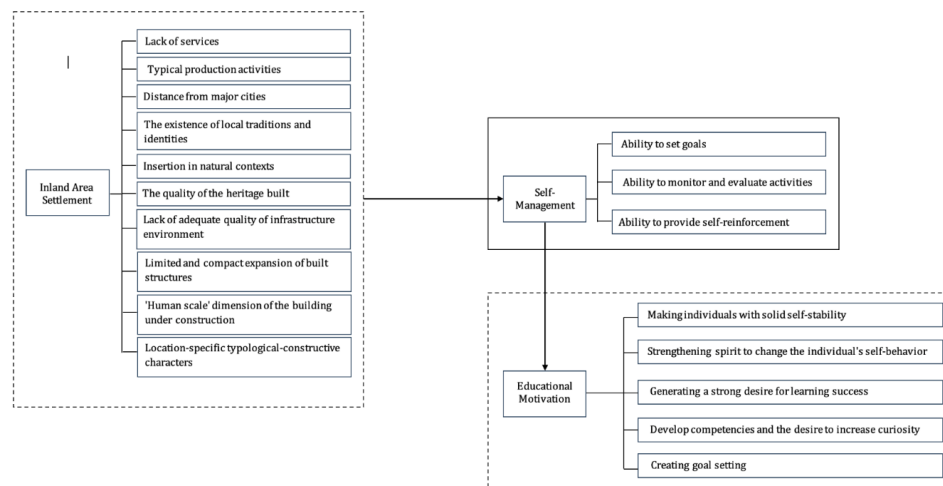 Lack of services
Typical production activities
Distance from major cities
The existence of local traditions and
identities
Insertion in natural contexts
Inland Area
Settlement
The quality of the heritage built
Lack of adequate quality of infrastructure
environment
Limited and compact expansion of built
structures
'Human scale' dimension of the building
under construction
Location-specific typological-constructive
characters
Self-
Management
Ability to set goals
Ability to monitor and evaluate activities
Ability to provide self-reinforcement
Educational
Motivation
Making individuals with solid self-stability
Strengthening spirit to change the individual's self-behavior
Generating a strong desire for learning success
Develop competencies and the desire to increase curiosity
Creating goal setting